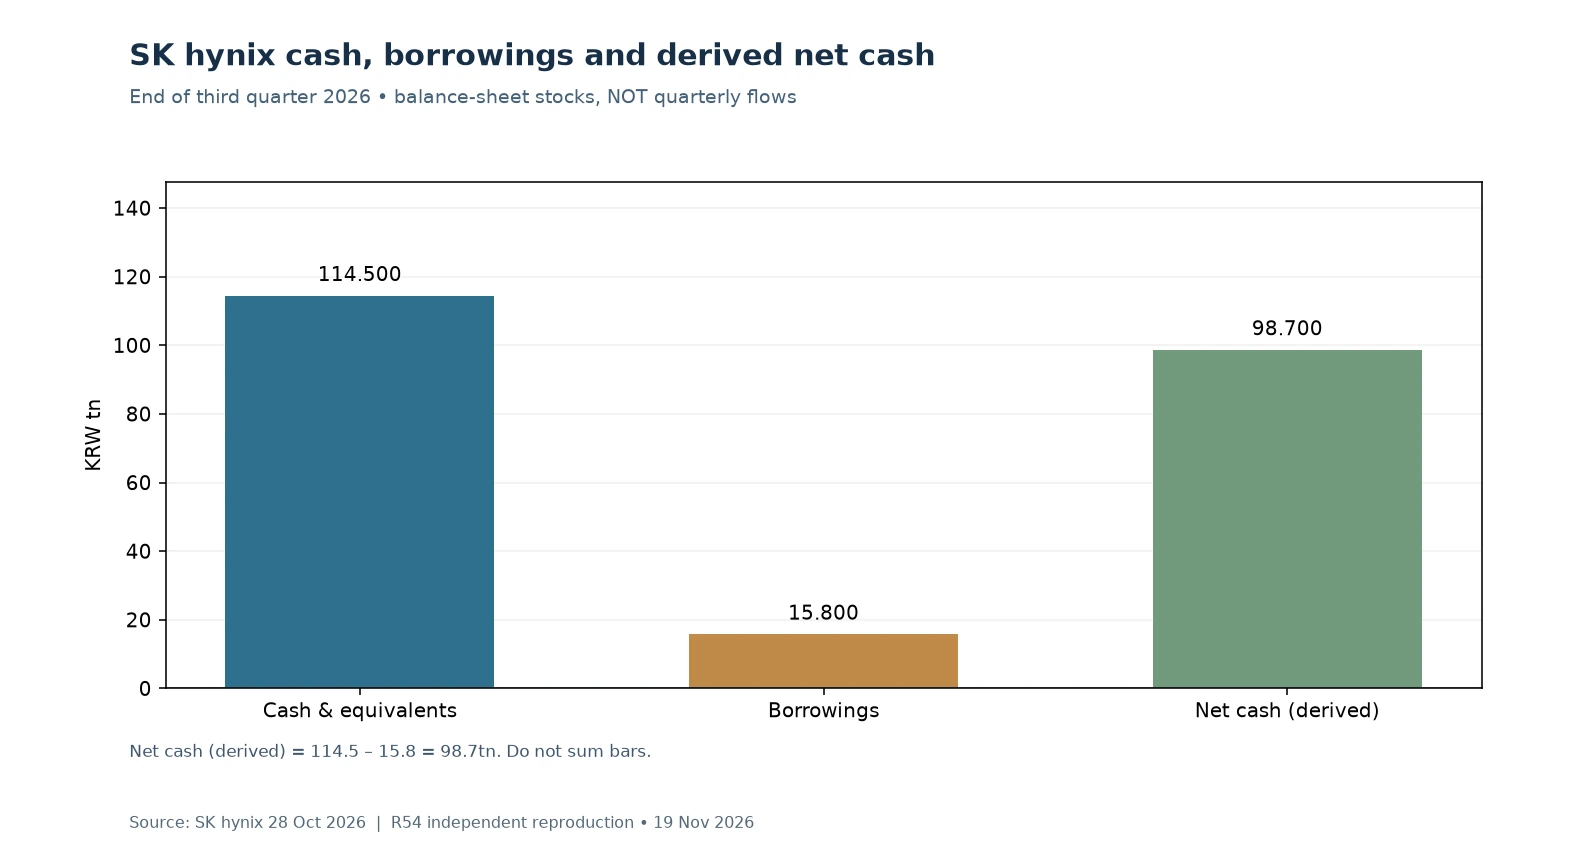 SK hynix cash, borrowings and derived net cash
End of third quarter 2026 • balance-sheet stocks, NOT quarterly flows
KRW tn
140
120
100
80
60
40
20
0
114.500
15.800
98.700
Cash & equivalents
Borrowings
Net cash (derived)
Net cash (derived) = 114.5 – 15.8 = 98.7tn. Do not sum bars.
Source: SK hynix 28 Oct 2026 | R54 independent reproduction • 19 Nov 2026